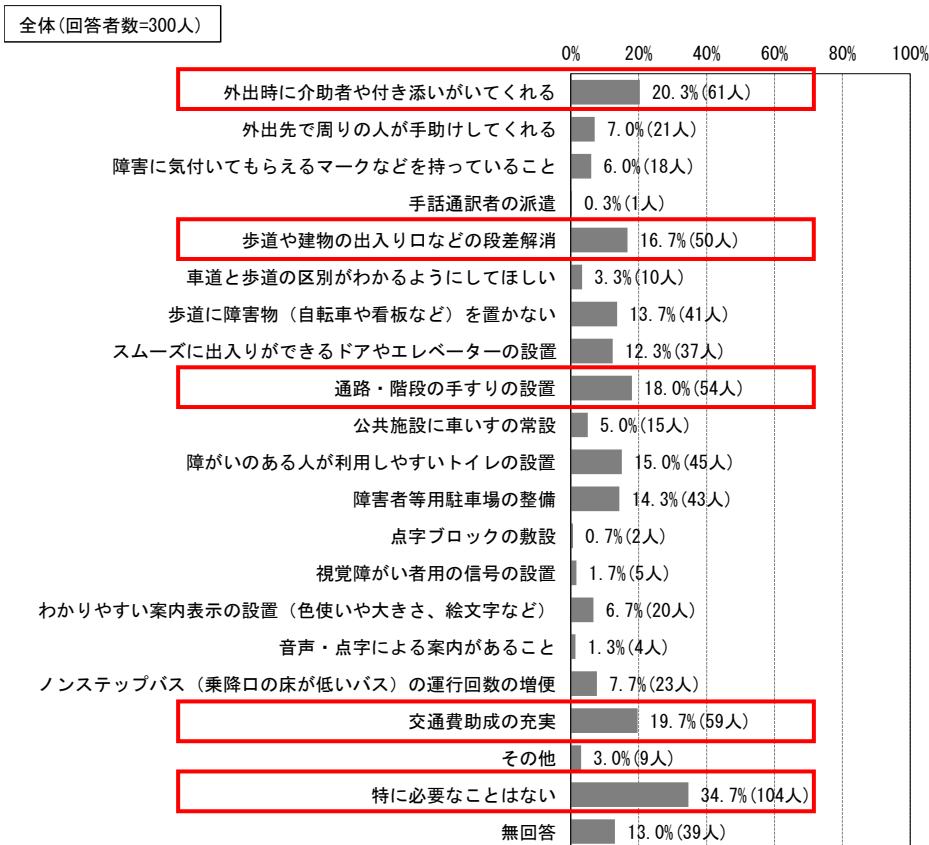 全体(回答者数=300人)
0% 20% 40% 60% 80% 100%
外出時に介助者や付き添いがいてくれる 20.3%(61人)
外出先で周りの人が手助けしてくれる 7.0%(21人)
障害に気付いてもらえるマークなどを持っていること 6.0%(18人)
手話通訳者の派遣 0.3%(1人)
歩道や建物の出入り口などの段差解消 16.7%(50人)
車道と歩道の区別がわかるようにしてほしい 3.3%(10人)
歩道に障害物（自転車や看板など）を置かない 13.7%(41人)
スムーズに出入りができるドアやエレベーターの設置 12.3%(37人)
通路・階段の手すりの設置 18.0%(54人)
公共施設に車いすの常設 5.0%(15人)
障がいのある人が利用しやすいトイレの設置 15.0%(45人)
障害者等用駐車場の整備 14.3%(43人)
点字ブロックの敷設 0.7%(2人)
視覚障がい者用の信号の設置 1.7%(5人)
わかりやすい案内表示の設置（色使いや大きさ、絵文字など） 6.7%(20人)
音声・点字による案内があること 1.3%(4人)
ノンステップバス（乗降口の床が低いバス）の運行回数の増便 7.7%(23人)
交通費助成の充実 19.7%(59人)
その他 3.0%(9人)
特に必要なことはない 34.7%(104人)
無回答 13.0%(39人)